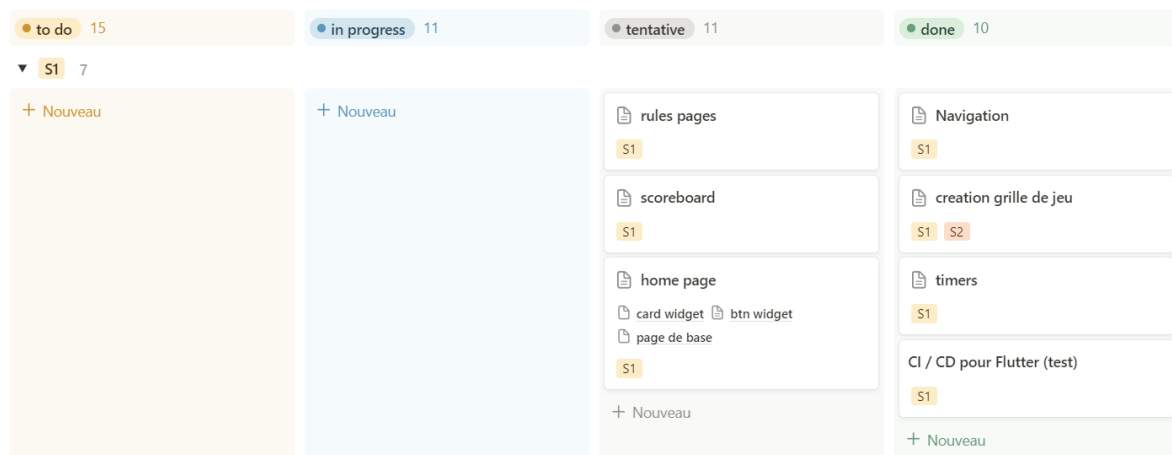 to do 15
in progress 11
tentative 11
done 10
S1 7
+ Nouveau
+ Nouveau
rules pages
S1
scoreboard
S1
home page
card widget btn widget
page de base
S1
+ Nouveau
Navigation
S1
creation grille de jeu
S1 S2
timers
S1
CI / CD pour Flutter (test)
S1
+ Nouveau